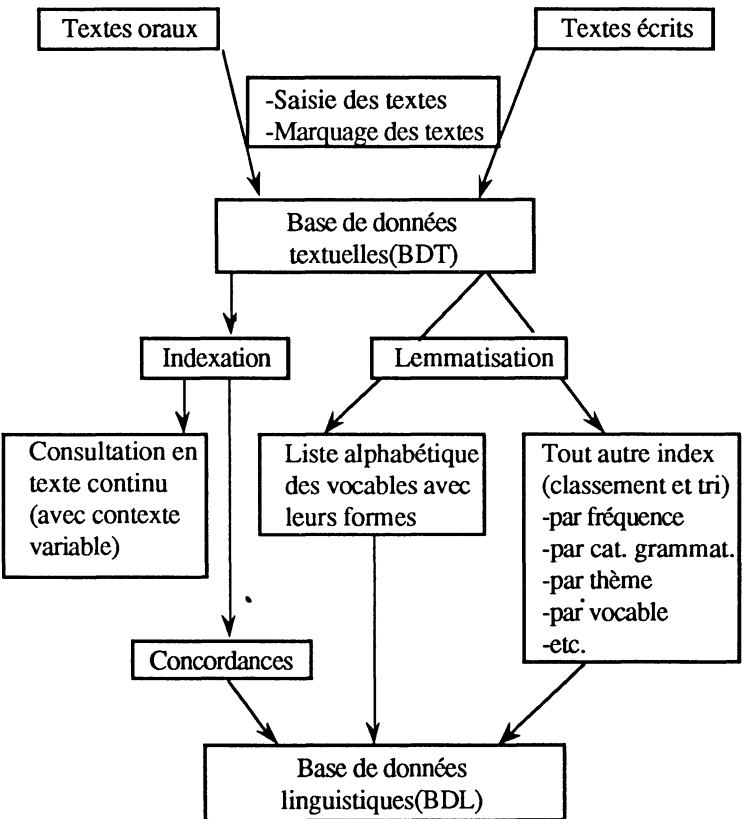 Textes oraux
Textes écrits
-Saisie des textes
-Marquage des textes
Base de données
textuelles(BDT)
Indexation
Lemmatisation
Consultation en
texte continu
(avec contexte
variable)
Liste alphabétique
des vocables avec
leurs formes
Tout autre index
(classement et tri)
-par fréquence
-par cat. grammat.
-par thème
-par vocable
-etc.
Concordances
Base de données
linguistiques(BDL)